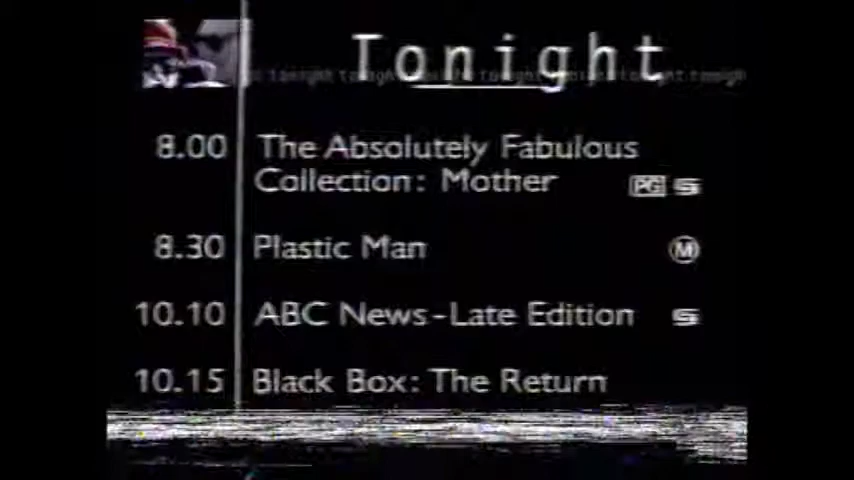 Tonight
8.00 The Absolutely Fabulous
Collection: Mother PG S
8.30 Plastic Man M
10.10 ABC News - Late Edition S
10.15 Black Box: The Return